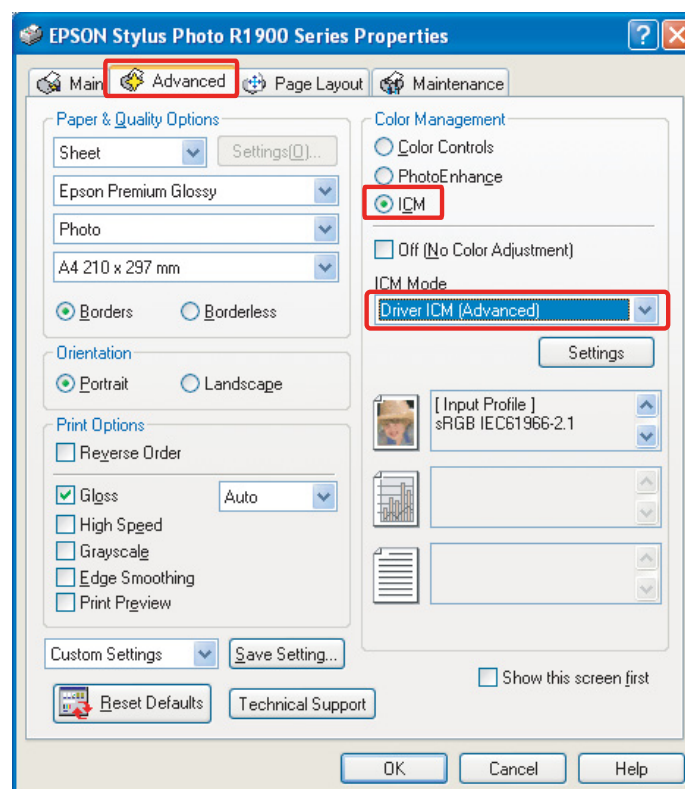 EPSON Stylus Photo R1900 Series Properties
Main
Advanced
Page Layout
Maintenance
Paper & Quality Options
Sheet
Settings(O)...
Epson Premium Glossy
Photo
A4 210 x 297 mm
Borders
Borderless
Orientation
Portrait
Landscape
Print Options
Reverse Order
Gloss
Auto
High Speed
Grayscale
Edge Smoothing
Print Preview
Custom Settings
Save Setting...
Reset Defaults
Technical Support
Color Management
Color Controls
PhotoEnhance
ICM
Off (No Color Adjustment)
ICM Mode
Driver ICM (Advanced)
Settings
[ Input Profile ]
sRGB IEC61966-2.1
Show this screen first
OK
Cancel
Help